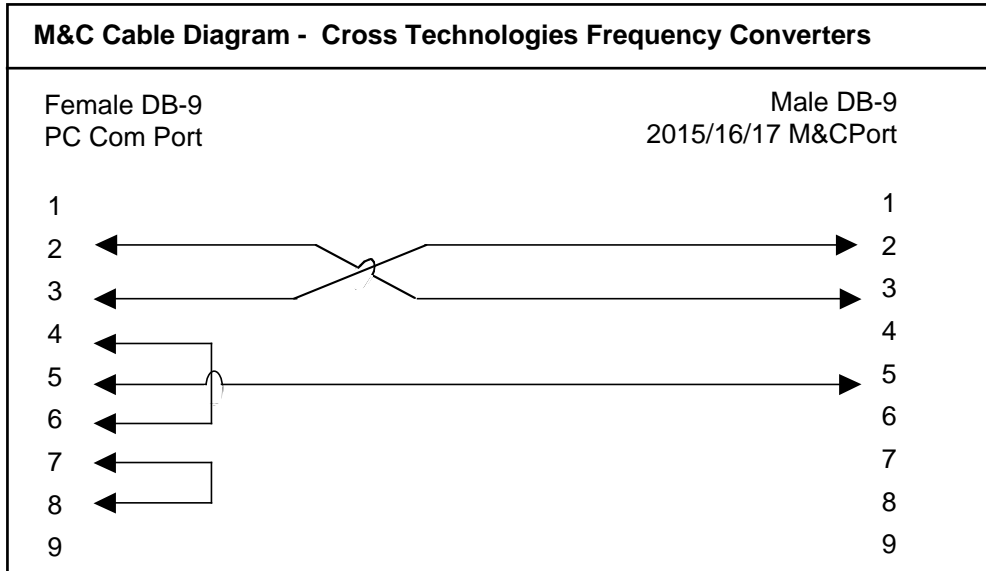 M&C Cable Diagram - Cross Technologies Frequency Converters
Female DB-9
PC Com Port
Male DB-9
2015/16/17 M&CPort
1 1
2 2
3 3
4 4
5 5
6 6
7 7
8 8
9 9